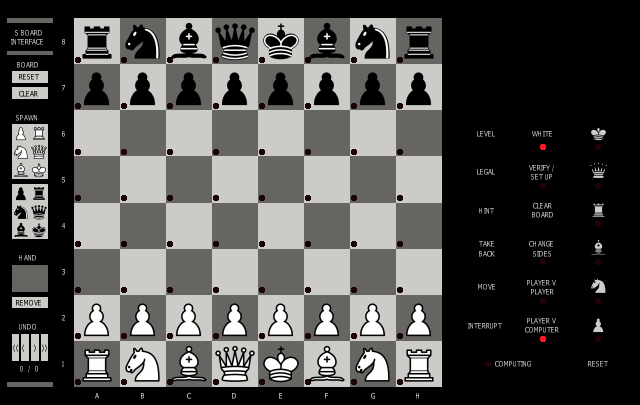 S BOARD
INTERFACE
BOARD
RESET
CLEAR
SPAWN
HAND
REMOVE
UNDO
0 / 0
8
7
6
5
4
3
2
1
A B C D E F G H
LEVEL WHITE
LEGAL VERIFY /
SET UP
HINT CLEAR
BOARD
TAKE
BACK
CHANGE
SIDES
MOVE PLAYER V
PLAYER
INTERRUPT PLAYER V
COMPUTER
COMPUTING RESET